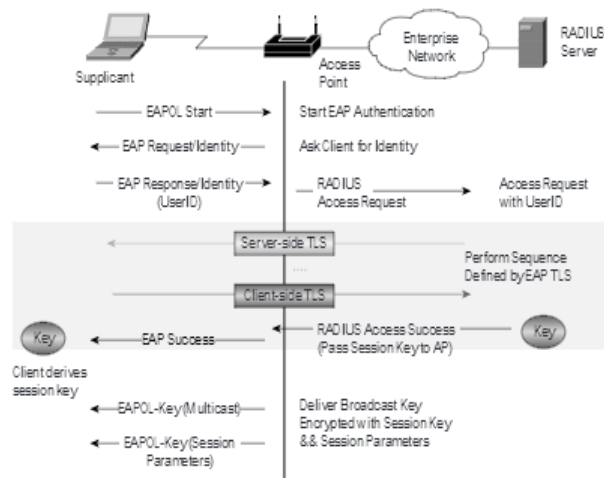 Enterprise
Network
RADIUS
Server
Supplicant
Access
Point
EAPOL Start
Start EAP Authentication
EAP Request/Identity
Ask Client for Identity
EAP Response/Identity
(UserID)
RADIUS
Access Request
Access Request
with UserID
Server-side TLS
....
Client-side TLS
Perform Sequence
Defined by EAP TLS
Key
EAP Success
RADIUS Access Success
(Pass Session Key to AP)
Key
Client derives
session key
EAPOL-Key (Multicast)
EAPOL-Key (Session
Parameters)
Deliver Broadcast Key
Encrypted with Session Key
&& Session Parameters